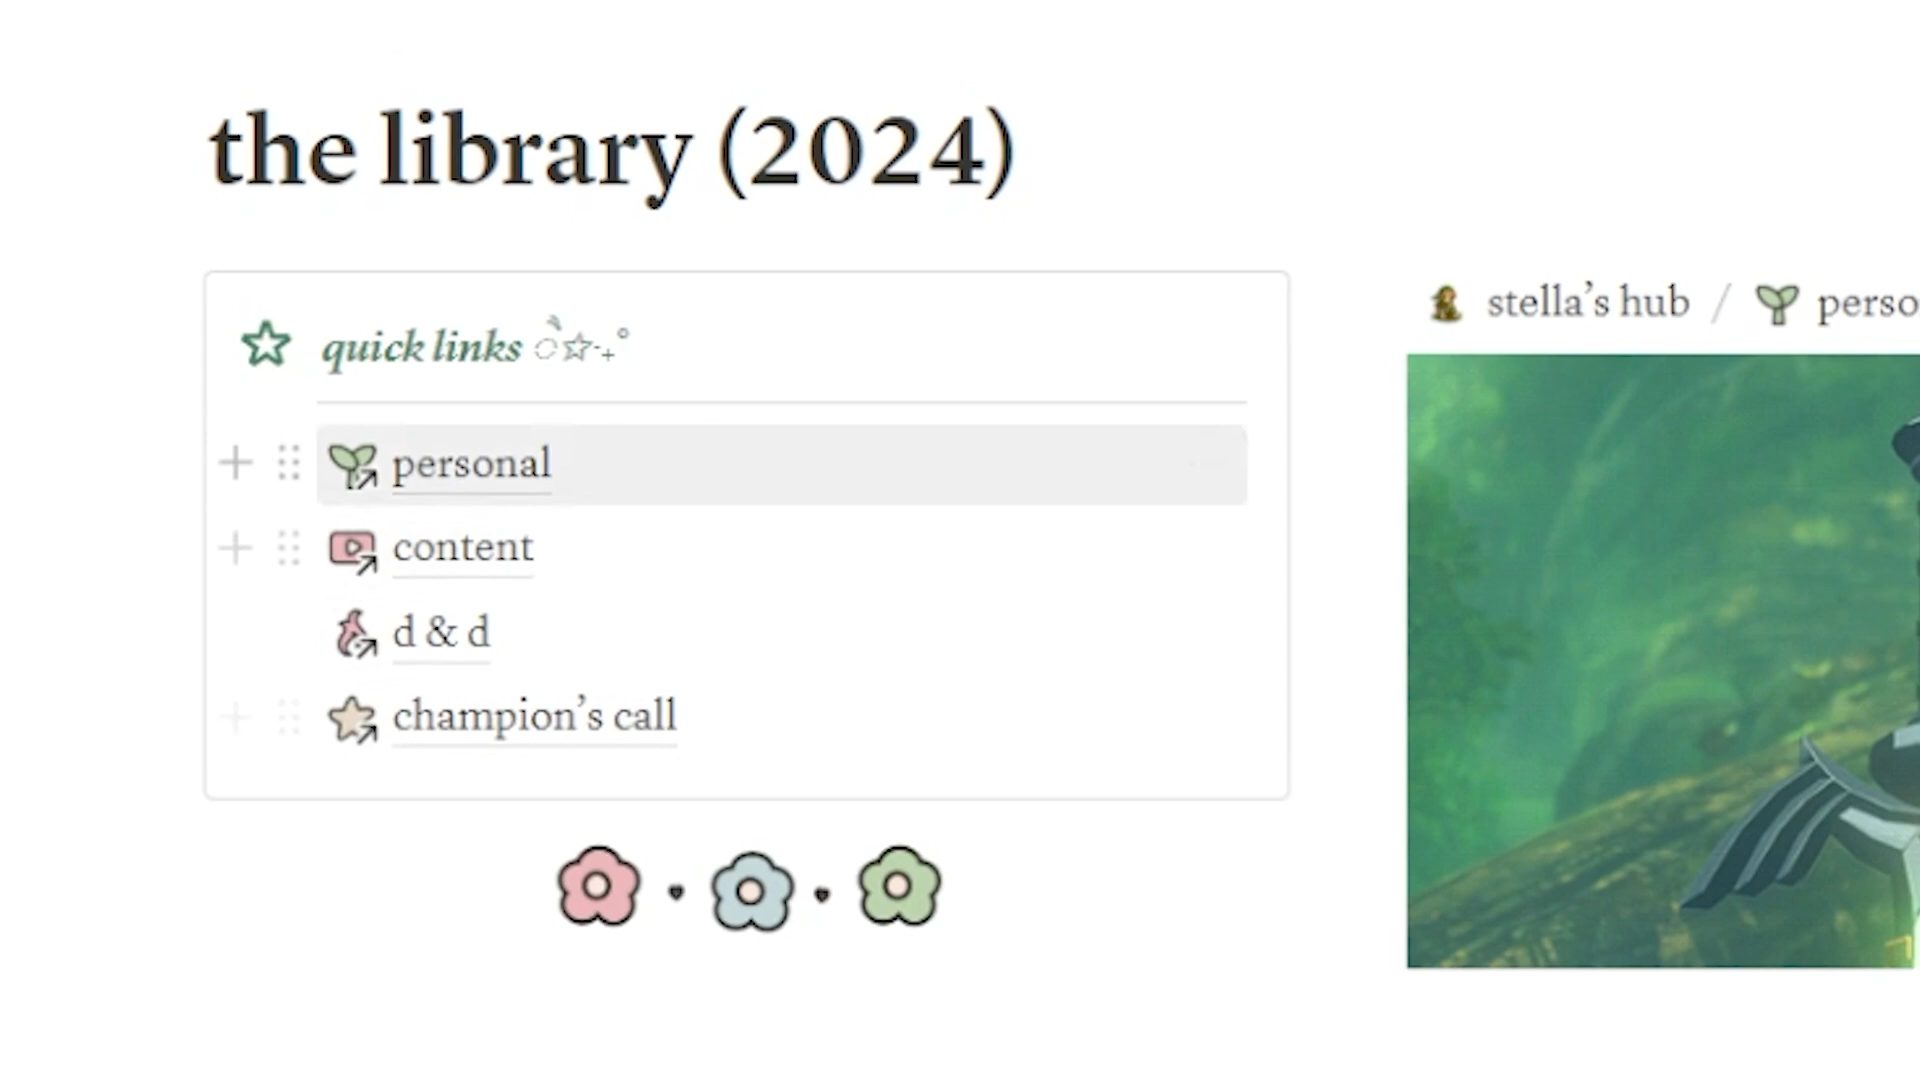 the library (2024)
quick links ੈ☆‧₊˚
personal
content
d & d
champion’s call
stella’s hub / perso